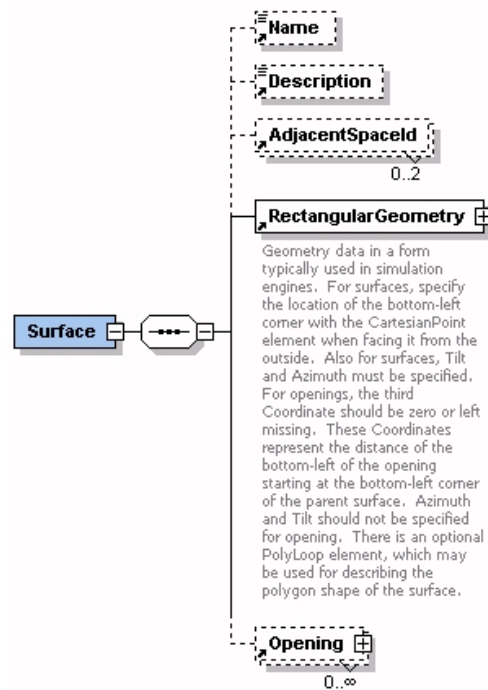 Name
Description
AdjacentSpaceId
0..2
RectangularGeometry
Geometry data in a form
typically used in simulation
engines.  For surfaces, specify
the location of the bottom-left
corner with the CartesianPoint
element when facing it from the
outside.  Also for surfaces, Tilt
and Azimuth must be specified.
For openings, the third
Coordinate should be zero or left
missing.  These Coordinates
represent the distance of the
bottom-left of the opening
starting at the bottom-left corner
of the parent surface.  Azimuth
and Tilt should not be specified
for opening.  There is an optional
PolyLoop element, which may
be used for describing the
polygon shape of the surface.
Surface
Opening
0..∞